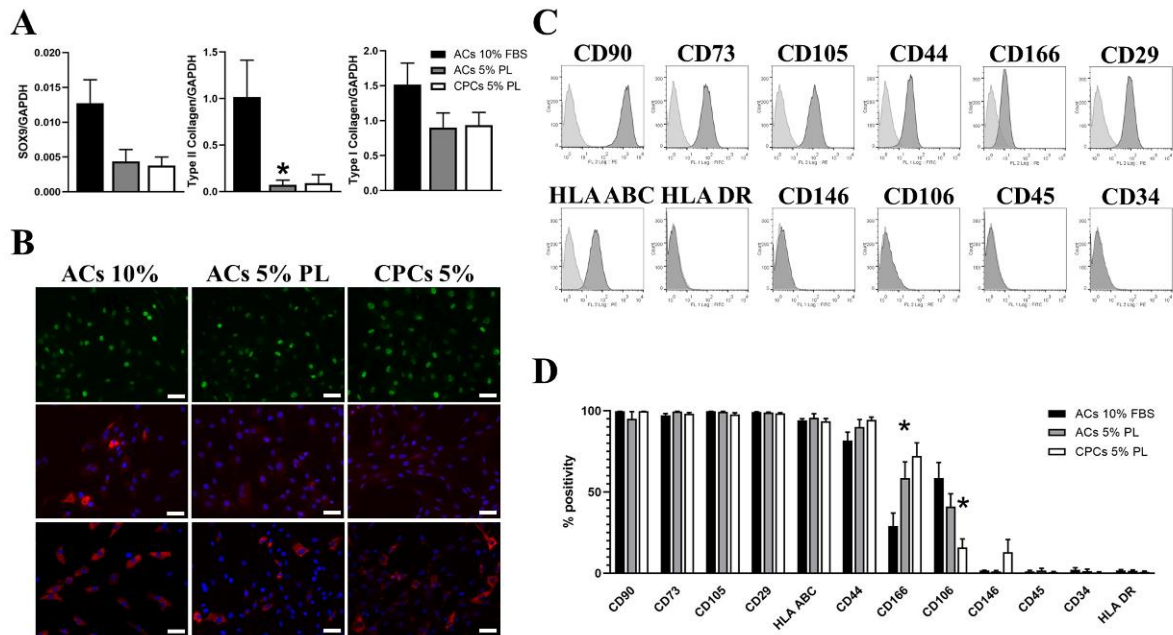 A
SOX9/GAPDH
0.020
0.015
0.010
0.005
0.000
Type II Collagen/GAPDH
1.5
1.0
0.5
0.0
*
Type I Collagen/GAPDH
2.0
1.5
1.0
0.5
0.0
ACs 10% FBS
ACs 5% PL
CPCs 5% PL
B
ACs 10% ACs 5% PL CPCs 5%
C
CD90 CD73 CD105 CD44 CD166 CD29
HLA ABC HLA DR CD146 CD106 CD45 CD34
D
% positivity
100
50
0
* *
ACs 10% FBS
ACs 5% PL
CPCs 5% PL
CD90 CD73 CD105 CD29 HLA ABC CD44 CD166 CD106 CD146 CD45 CD34 HLA DR